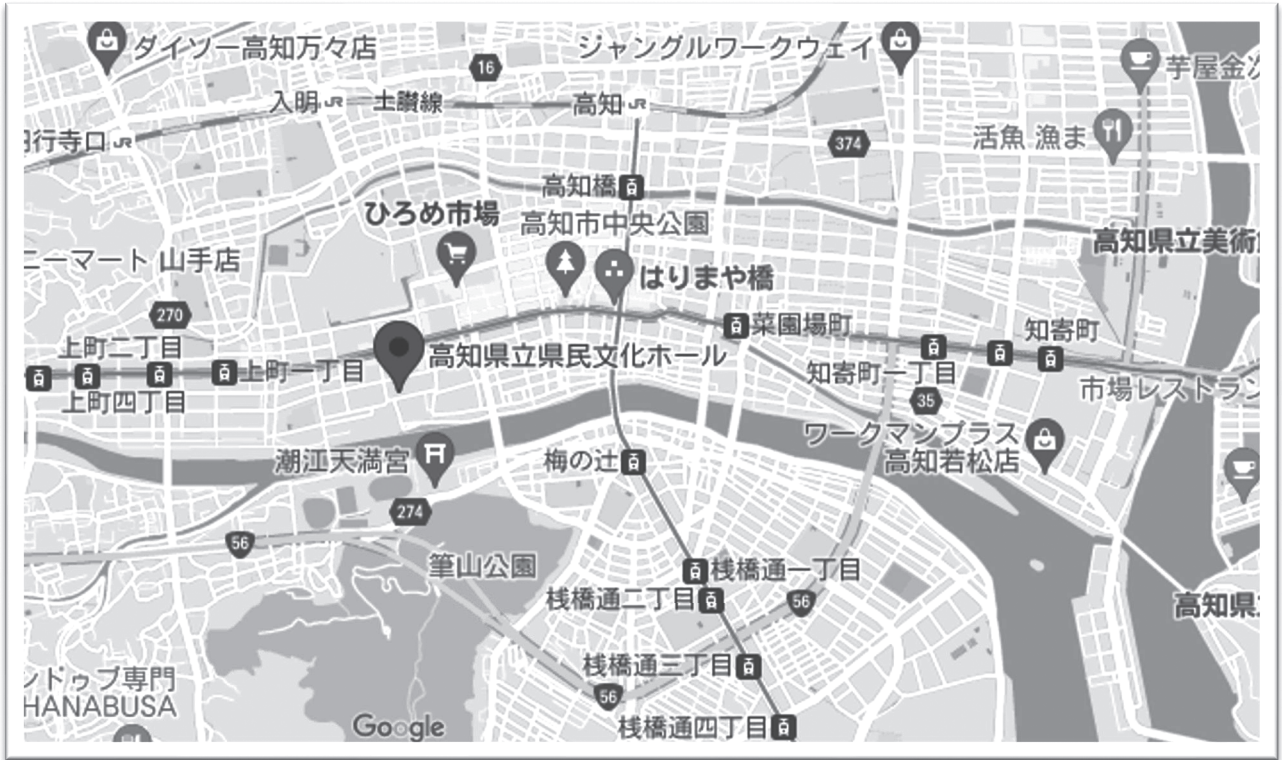 ダイソー高知万々店
ジャングルワークウェイ
16
芋屋金次
入明
JR
土讃線
高知
JR
円行寺口
JR
374
活魚 漁ま
高知橋
ひろめ市場
高知市中央公園
高知県立美術
ニーマート 山手店
はりまや橋
270
菜園場町
知寄町
上町二丁目
高知県立県民文化ホール
上町一丁目
知寄町一丁目
市場レストラン
上町四丁目
35
ワークマンプラス
高知若松店
潮江天満宮
梅の辻
274
56
筆山公園
桟橋通一丁目
桟橋通二丁目
56
高知県
桟橋通三丁目
ンドゥブ専門
HANABUSA
56
Google
桟橋通四丁目